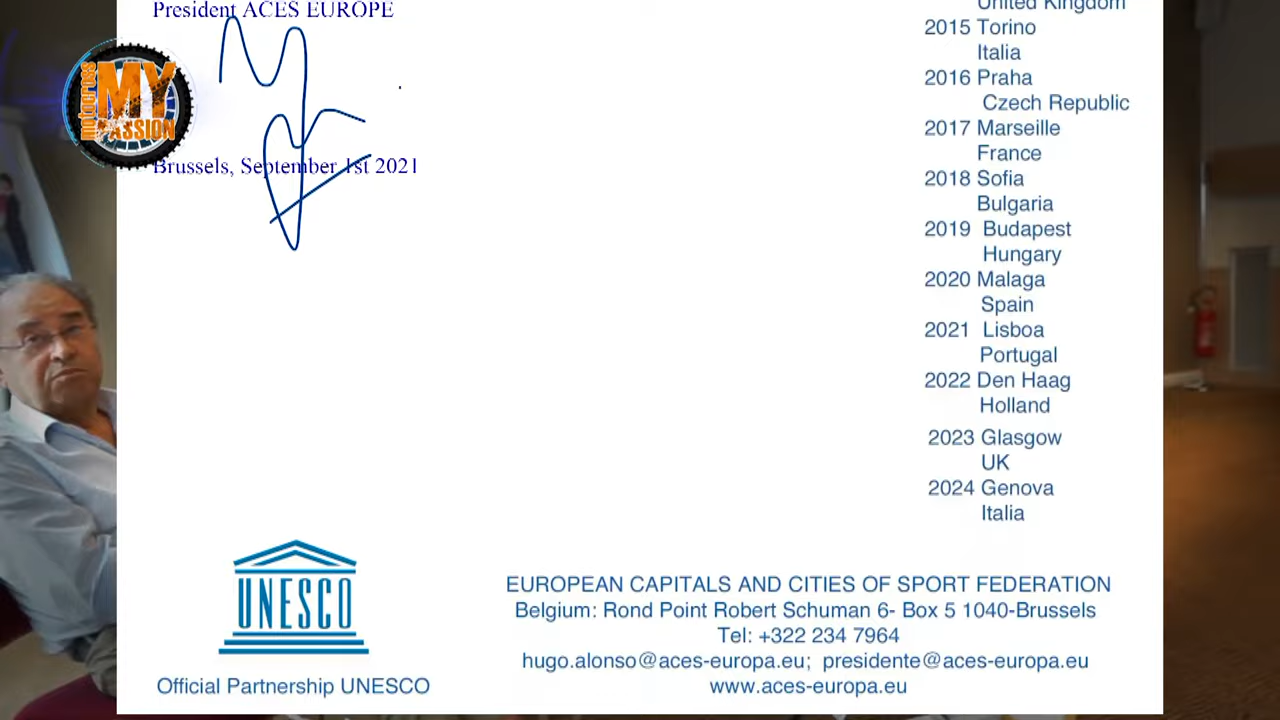 President ACES EUROPE
motocross
MY
PASSION
Brussels, September 1st 2021
United Kingdom
2015 Torino
Italia
2016 Praha
Czech Republic
2017 Marseille
France
2018 Sofia
Bulgaria
2019 Budapest
Hungary
2020 Malaga
Spain
2021 Lisboa
Portugal
2022 Den Haag
Holland
2023 Glasgow
UK
2024 Genova
Italia
UNESCO
Official Partnership UNESCO
EUROPEAN CAPITALS AND CITIES OF SPORT FEDERATION
Belgium: Rond Point Robert Schuman 6- Box 5 1040-Brussels
Tel: +322 234 7964
hugo.alonso@aces-europa.eu; presidente@aces-europa.eu
www.aces-europa.eu